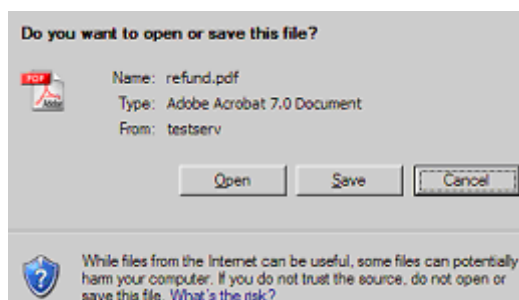 Do you want to open or save this file?
PDF
Adobe
Name: refund.pdf
Type: Adobe Acrobat 7.0 Document
From: testserv
Open Save Cancel
While files from the Internet can be useful, some files can potentially
harm your computer. If you do not trust the source, do not open or
save this file. What's the risk?